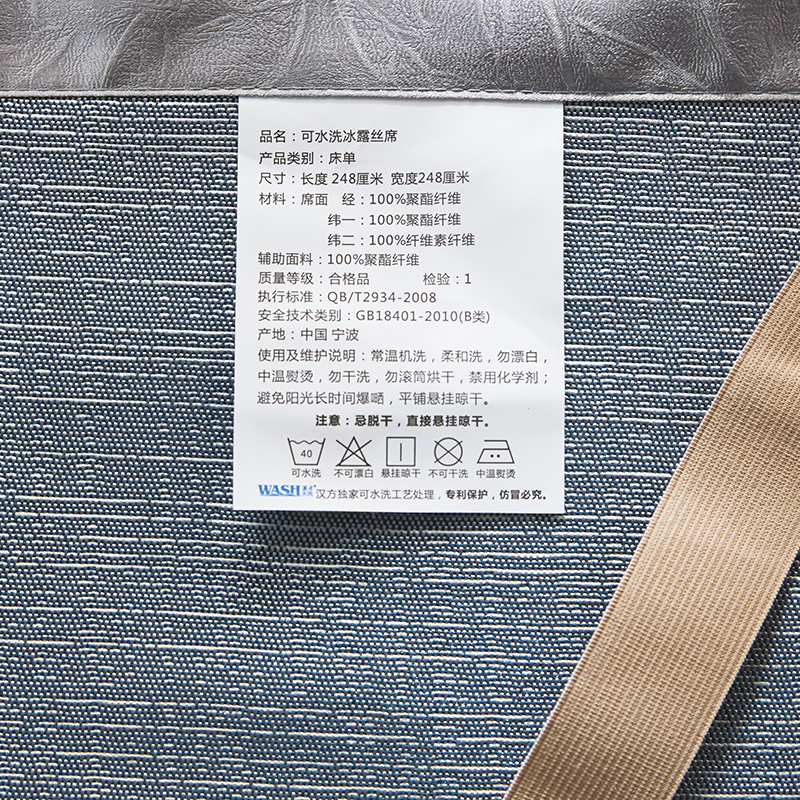 品名：可水洗冰露丝席
产品类别：床单
尺寸：长度 248厘米 宽度248厘米
材料：席面 经：100%聚酯纤维
纬一：100%聚酯纤维
纬二：100%纤维素纤维
辅助面料：100%聚酯纤维
质量等级：合格品 检验：1
执行标准：QB/T2934-2008
安全技术类别：GB18401-2010(B类)
产地：中国 宁波
使用及维护说明：常温机洗，柔和洗，勿漂白，
中温熨烫，勿干洗，勿滚筒烘干，禁用化学剂；
避免阳光长时间爆晒，平铺悬挂晾干。
注意：忌脱干，直接悬挂晾干。
40
可水洗 不可漂白 悬挂晾干 不可干洗 中温熨烫
WASH 汉方独家可水洗工艺处理，专利保护，仿冒必究。